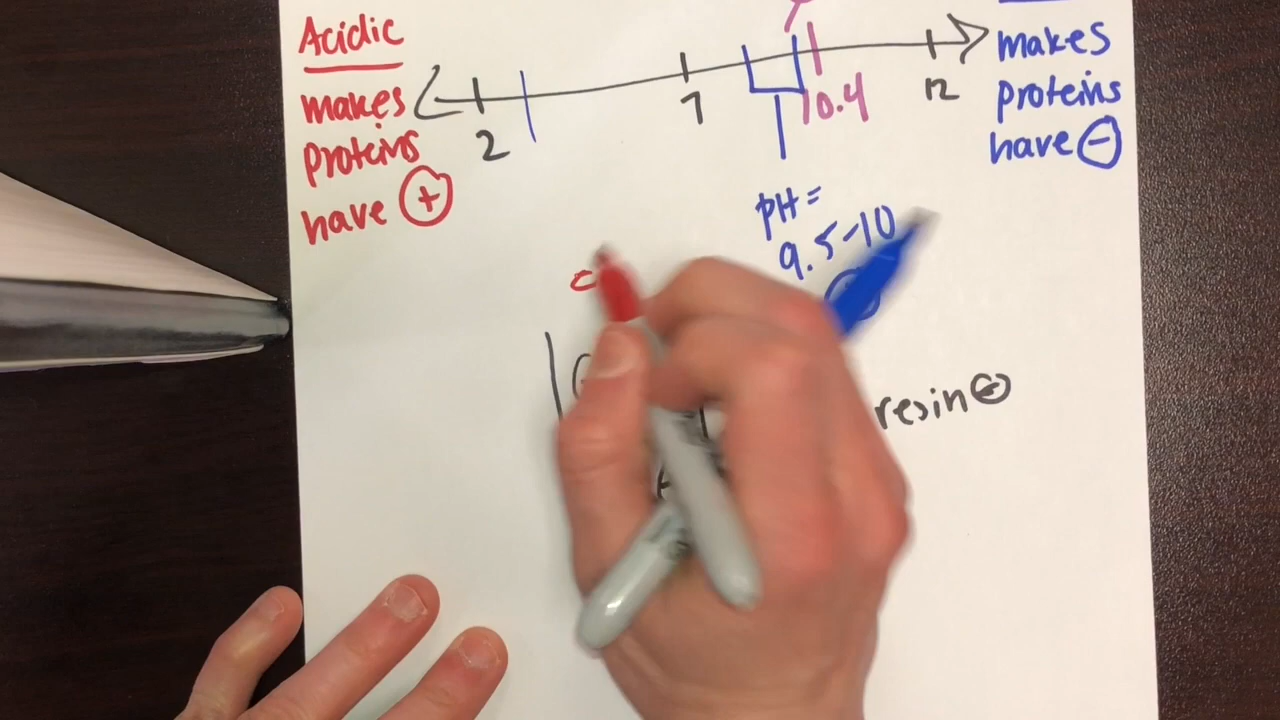 Acidic
makes
proteins
have +
2
7
10.4
12
makes
proteins
have -
pH =
9.5-10
resin -